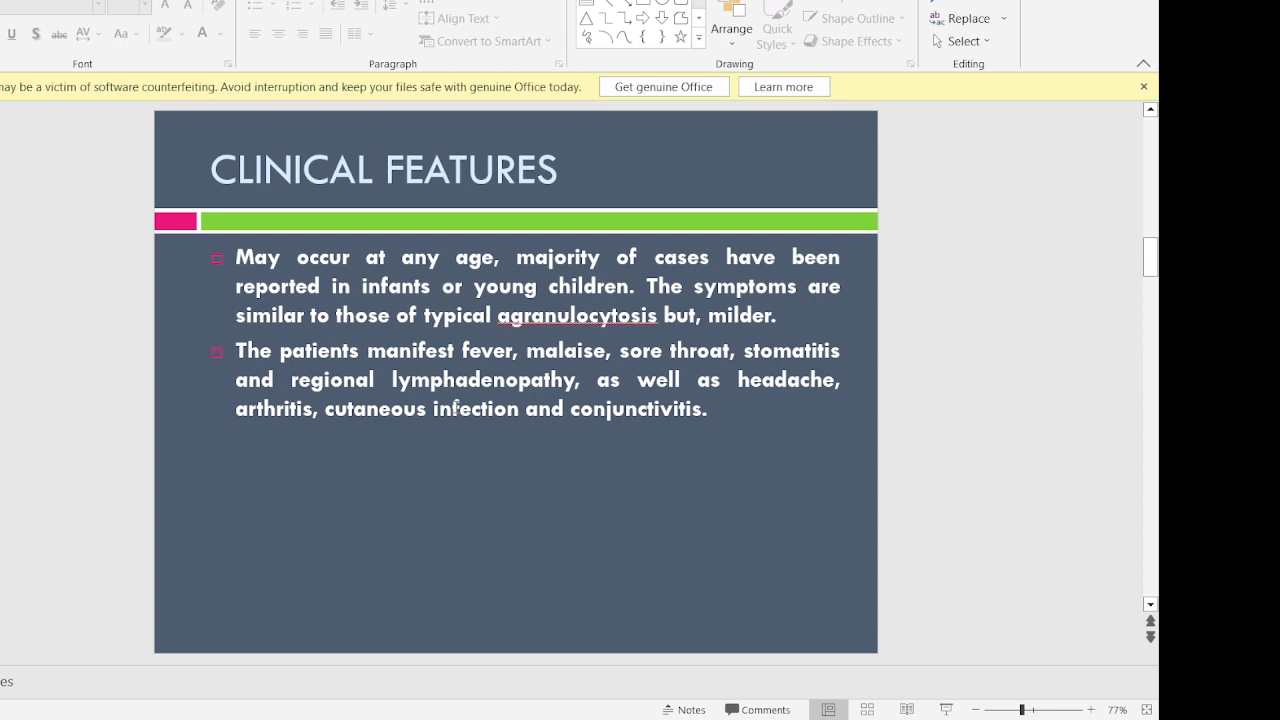 Align Text
Shape Outline
Replace
U S abc AV Aa A
Convert to SmartArt
Arrange
Quick
Styles
Shape Effects
Select
Font
Paragraph
Drawing
Editing
may be a victim of software counterfeiting. Avoid interruption and keep your files safe with genuine Office today.
Get genuine Office
Learn more
CLINICAL FEATURES
May occur at any age, majority of cases have been
reported in infants or young children. The symptoms are
similar to those of typical agranulocytosis but, milder.
The patients manifest fever, malaise, sore throat, stomatitis
and regional lymphadenopathy, as well as headache,
arthritis, cutaneous infection and conjunctivitis.
es
Notes
Comments
77%